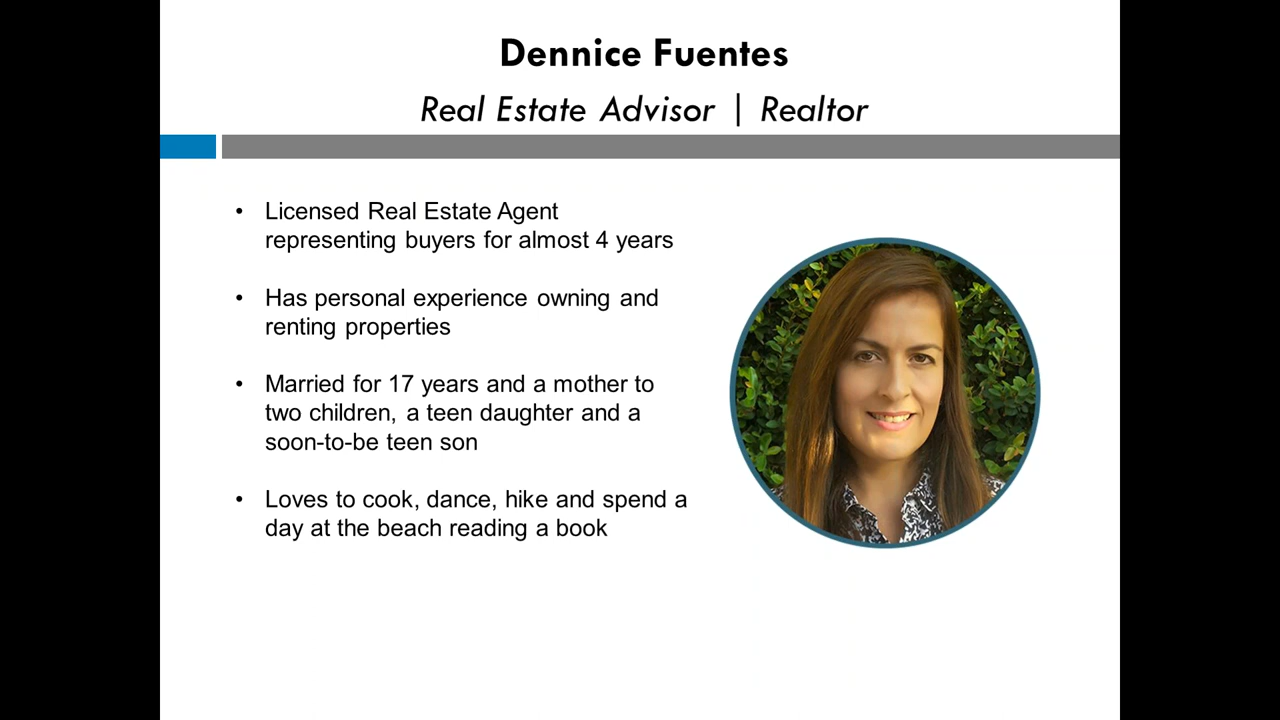 Dennice Fuentes
Real Estate Advisor | Realtor
• Licensed Real Estate Agent
representing buyers for almost 4 years
• Has personal experience owning and
renting properties
• Married for 17 years and a mother to
two children, a teen daughter and a
soon-to-be teen son
• Loves to cook, dance, hike and spend a
day at the beach reading a book